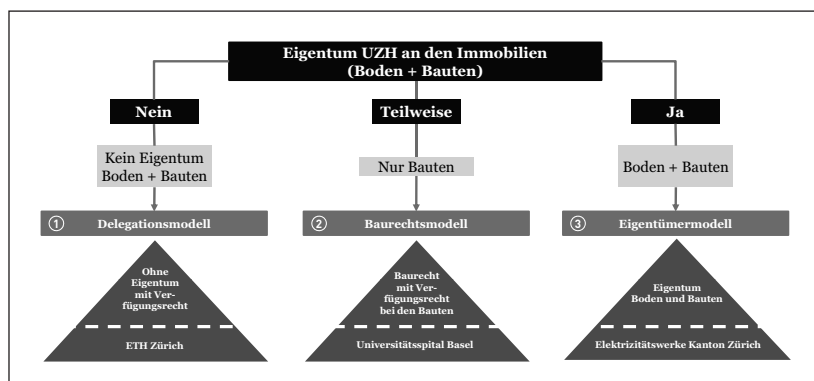 Eigentum UZH an den Immobilien
(Boden + Bauten)
Nein
Teilweise
Ja
Kein Eigentum
Boden + Bauten
Nur Bauten
Boden + Bauten
① Delegationsmodell
② Baurechtsmodell
③ Eigentümermodell
Ohne
Eigentum
mit Ver-
fügungsrecht
Baurecht
mit Ver-
fügungsrecht
bei den Bauten
Eigentum
Boden und Bauten
ETH Zürich
Universitätsspital Basel
Elektrizitätswerke Kanton Zürich